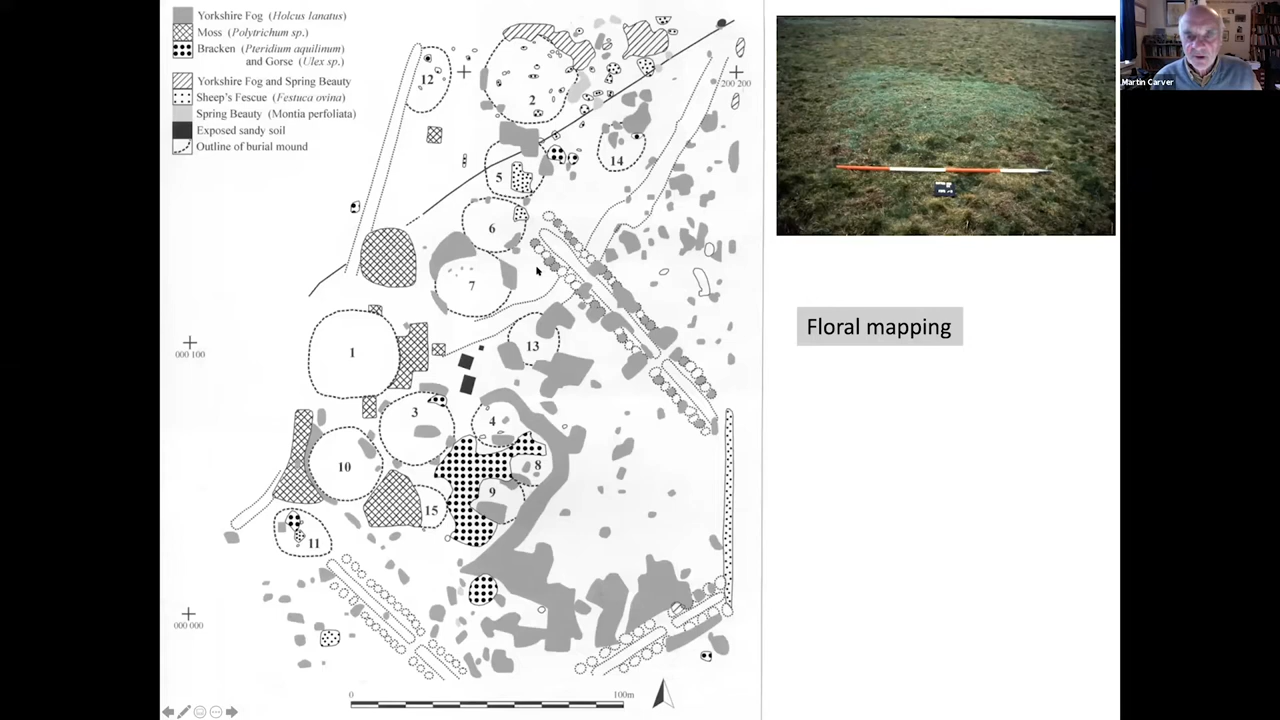 Yorkshire Fog (Holcus lanatus)
Moss (Polytrichum sp.)
Bracken (Pteridium aquilinum)
and Gorse (Ulex sp.)
Yorkshire Fog and Spring Beauty
Sheep's Fescue (Festuca ovina)
Spring Beauty (Montia perfoliata)
Exposed sandy soil
Outline of burial mound
Martin Carver
12
2
200 200
14
5
6
7
Floral mapping
13
1
000 100
3
4
10
8
9
15
11
000 000
0
100m